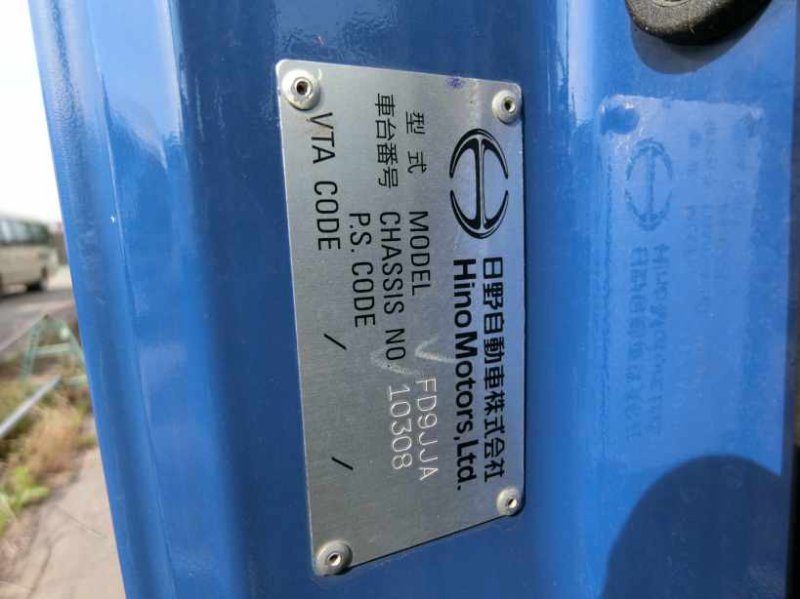 日野自動車株式会社
Hino Motors, Ltd.
型式 MODEL FD9JJA
車台番号 CHASSIS NO 10308
P.S. CODE /
VTA CODE /